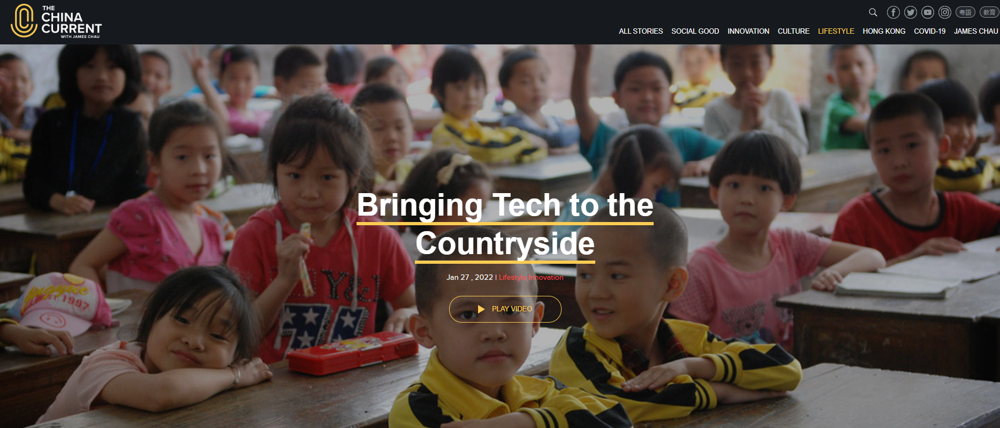 THE
CHINA
CURRENT
WITH JAMES CHAU
粵語
教育
ALL STORIES
SOCIAL GOOD
INNOVATION
CULTURE
LIFESTYLE
HONG KONG
COVID-19
JAMES CHAU
Bringing Tech to the
Countryside
Jan 27 , 2022 | Lifestyle,Innovation
PLAY VIDEO
1997
Y&J